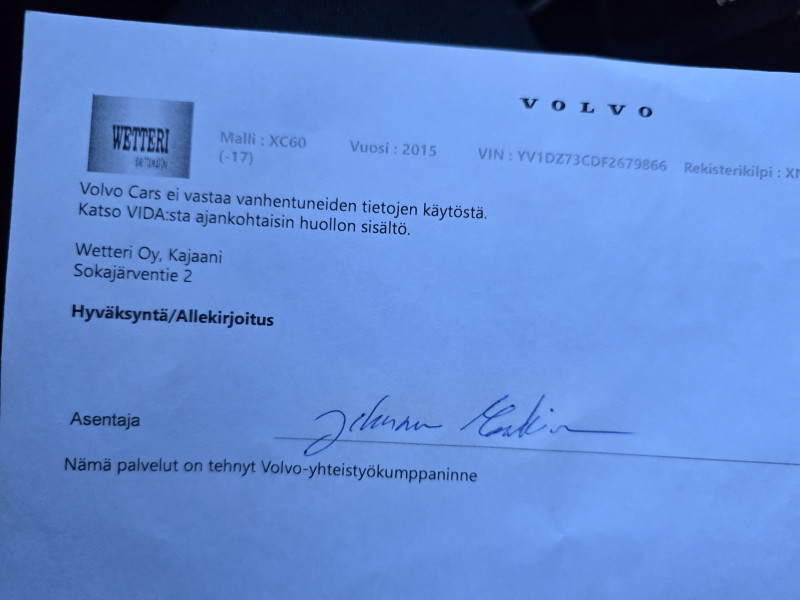 VOLVO
WETTERI
Malli : XC60
(-17)
Vuosi : 2015
VIN : YV1DZ73CDF2679866
Rekisterikilpi :
Volvo Cars ei vastaa vanhentuneiden tietojen käytöstä.
Katso VIDA:sta ajankohtaisin huollon sisältö.
Wetteri Oy, Kajaani
Sokajärventie 2
Hyväksyntä/Allekirjoitus
Asentaja
Nämä palvelut on tehnyt Volvo-yhteistyökumppaninne